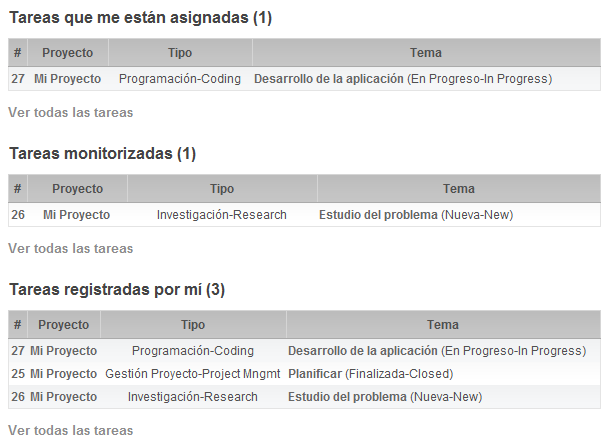 Tareas que me están asignadas (1)
# Proyecto Tipo Tema
27 Mi Proyecto Programación-Coding Desarrollo de la aplicación (En Progreso-In Progress)
Ver todas las tareas
Tareas monitorizadas (1)
# Proyecto Tipo Tema
26 Mi Proyecto Investigación-Research Estudio del problema (Nueva-New)
Ver todas las tareas
Tareas registradas por mí (3)
# Proyecto Tipo Tema
27 Mi Proyecto Programación-Coding Desarrollo de la aplicación (En Progreso-In Progress)
25 Mi Proyecto Gestión Proyecto-Project Mngmt Planificar (Finalizada-Closed)
26 Mi Proyecto Investigación-Research Estudio del problema (Nueva-New)
Ver todas las tareas